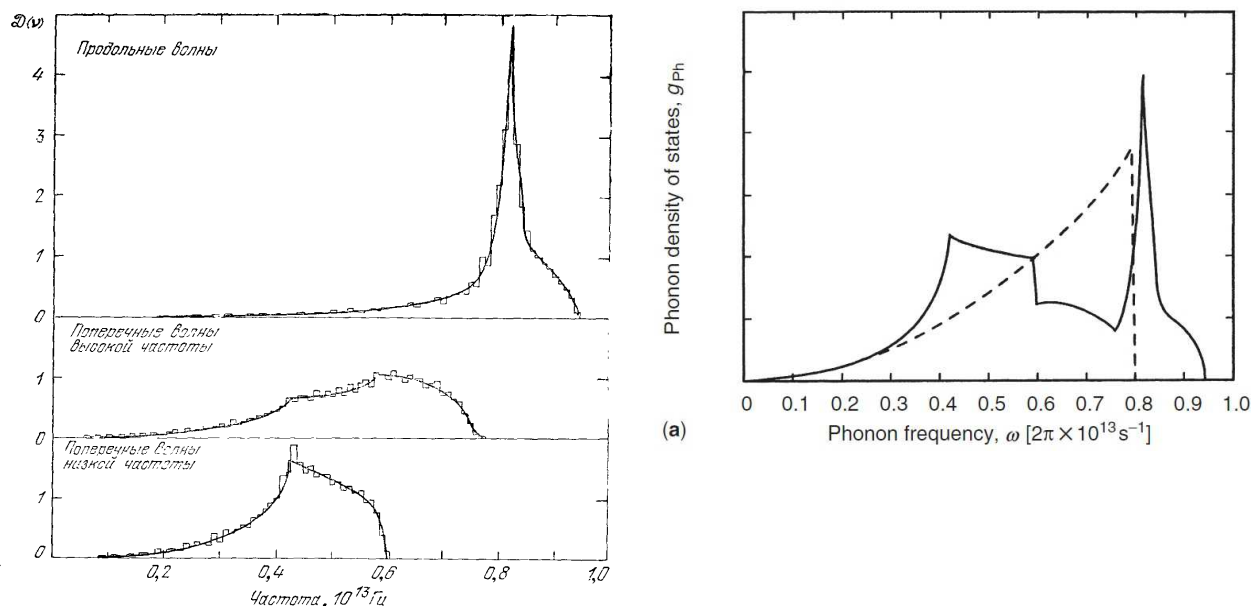 𝒟(ν)
Продольные волны
4
3
2
1
0
Поперечные волны
высокой частоты
1
0
Поперечные волны
низкой частоты
1
0
0,2 0,4 0,6 0,8 1,0
Частота, 10¹³ Гц
Phonon density of states, gPh
0 0.1 0.2 0.3 0.4 0.5 0.6 0.7 0.8 0.9 1.0
(a) Phonon frequency, ω [2π×10¹³s⁻¹]